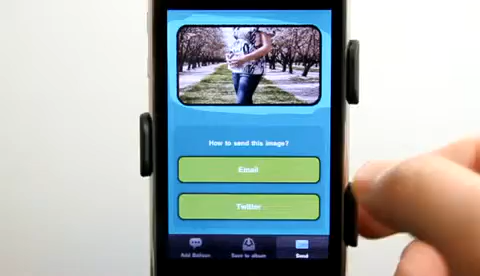 How to send this image?
Email
Twitter
Add Balloon
Save to album
Send